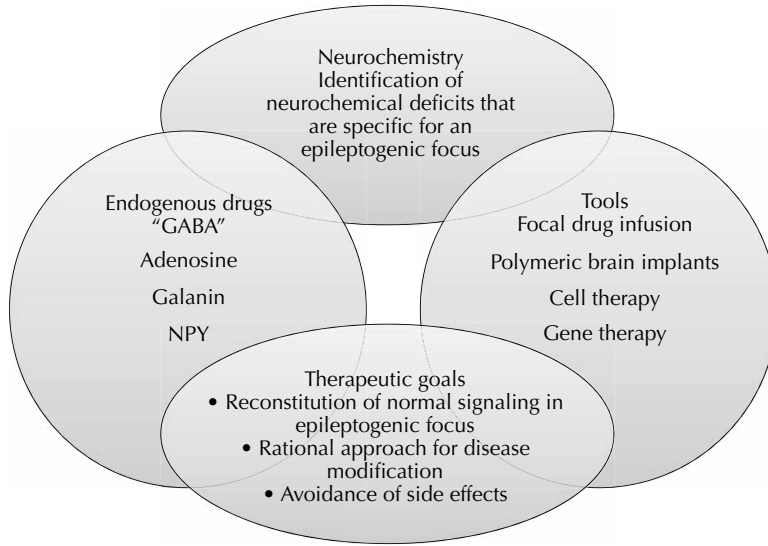 Neurochemistry
Identification of
neurochemical deficits that
are specific for an
epileptogenic focus
Endogenous drugs
“GABA”
Adenosine
Galanin
NPY
Tools
Focal drug infusion
Polymeric brain implants
Cell therapy
Gene therapy
Therapeutic goals
• Reconstitution of normal signaling in
epileptogenic focus
• Rational approach for disease
modification
• Avoidance of side effects